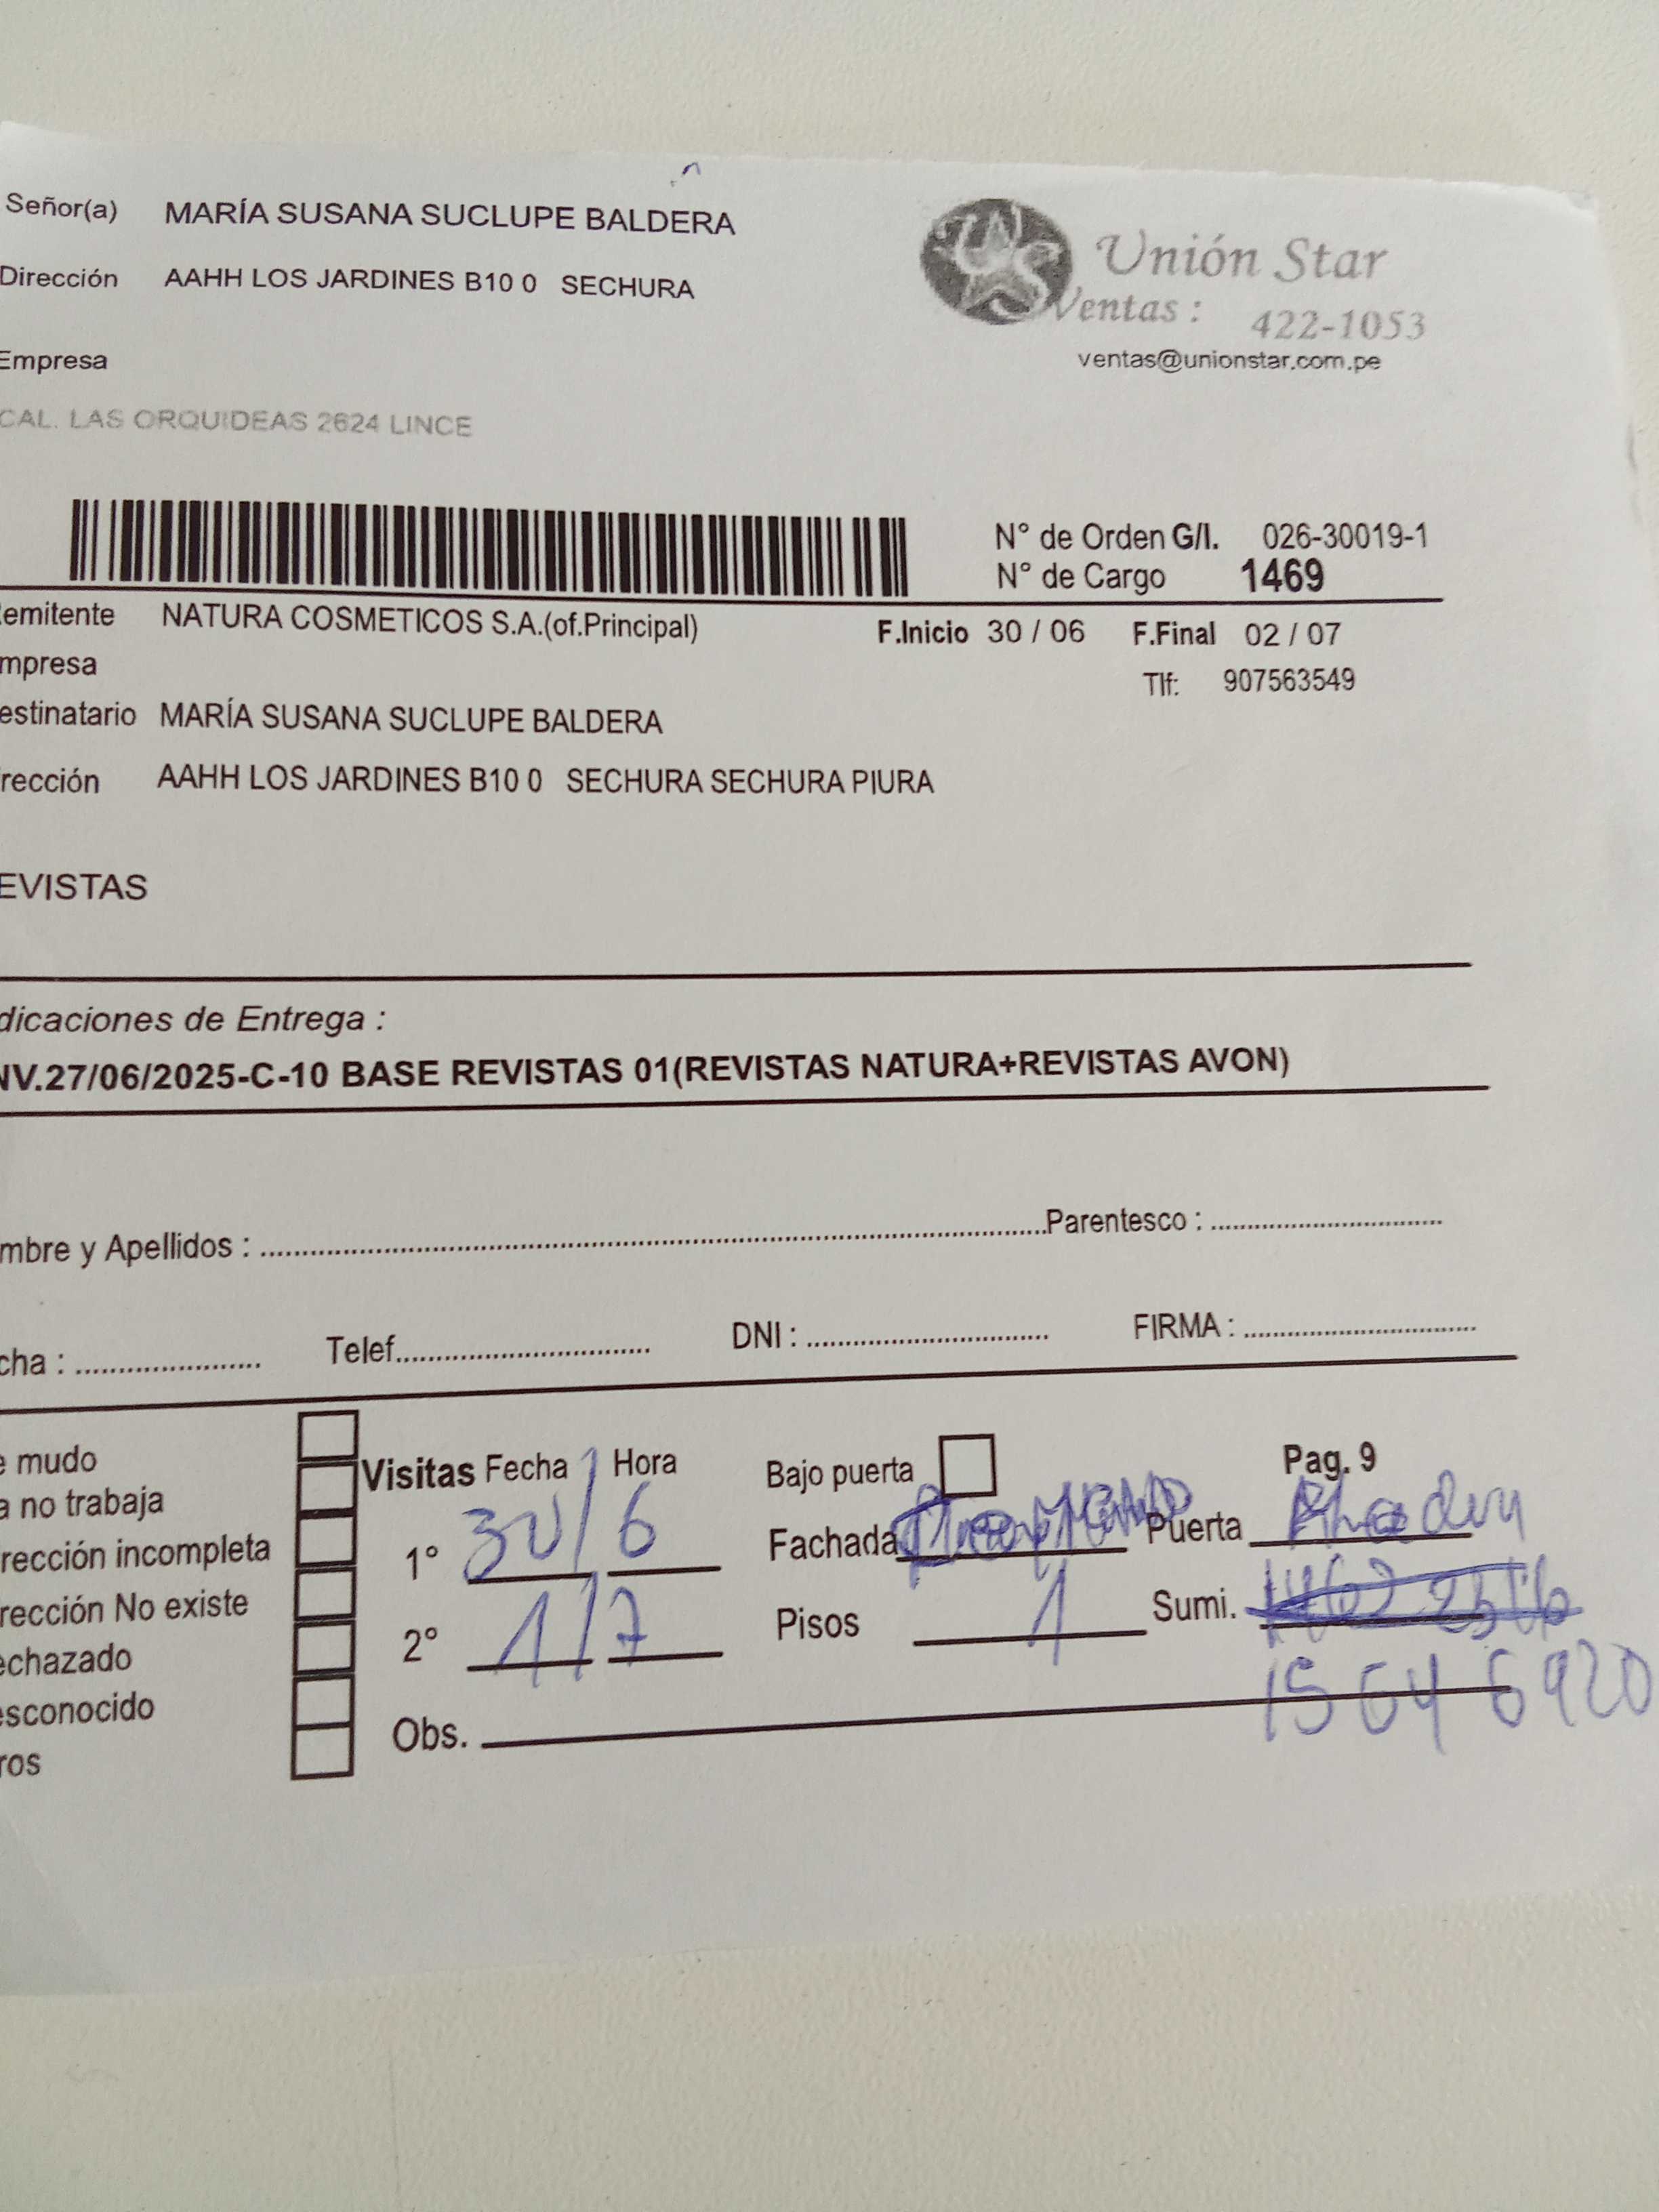 Señor(a) MARÍA SUSANA SUCLUPE BALDERA
Dirección AAHH LOS JARDINES B10 0 SECHURA
Unión Star
Ventas : 422-1053
ventas@unionstar.com.pe
Empresa
CAL. LAS ORQUIDEAS 2624 LINCE
N° de Orden G/I. 026-30019-1
N° de Cargo 1469
emitente NATURA COSMETICOS S.A.(of.Principal) F.Inicio 30 / 06 F.Final 02 / 07
mpresa Tlf: 907563549
estinatario MARÍA SUSANA SUCLUPE BALDERA
rección AAHH LOS JARDINES B10 0 SECHURA SECHURA PIURA
EVISTAS
dicaciones de Entrega :
NV.27/06/2025-C-10 BASE REVISTAS 01(REVISTAS NATURA+REVISTAS AVON)
mbre y Apellidos : Parentesco :
cha : Telef. DNI : FIRMA :
e mudo
a no trabaja
rección incompleta
rección No existe
echazado
esconocido
ros
Visitas Fecha Hora
1° 30/6
2° 1/7
Obs.
Bajo puerta Pag. 9
Fachada Puerta
Pisos 1 Sumi.
15646920